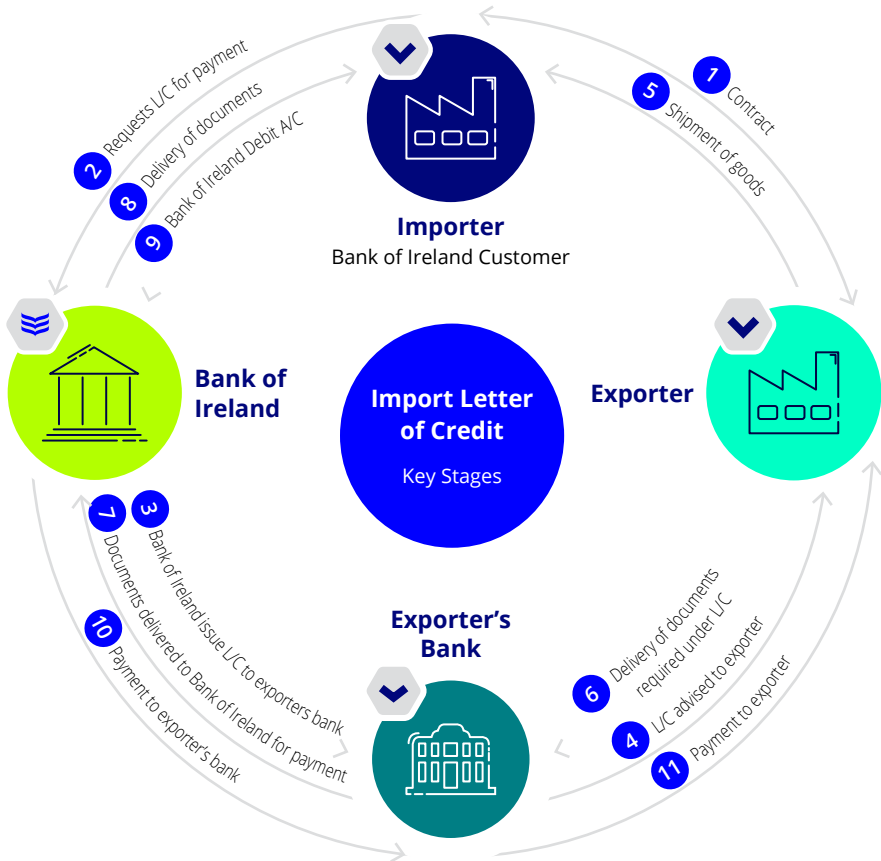 2 Requests L/C for payment
8 Delivery of documents
9 Bank of Ireland Debit A/C
1 Contract
5 Shipment of goods
Importer
Bank of Ireland Customer
Bank of
Ireland
Import Letter
of Credit
Key Stages
Exporter
3 Bank of Ireland issue L/C to exporters bank
7 Documents delivered to Bank of Ireland for payment
10 Payment to exporter's bank
Exporter’s
Bank
6 Delivery of documents
required under L/C
4 L/C advised to exporter
11 Payment to exporter